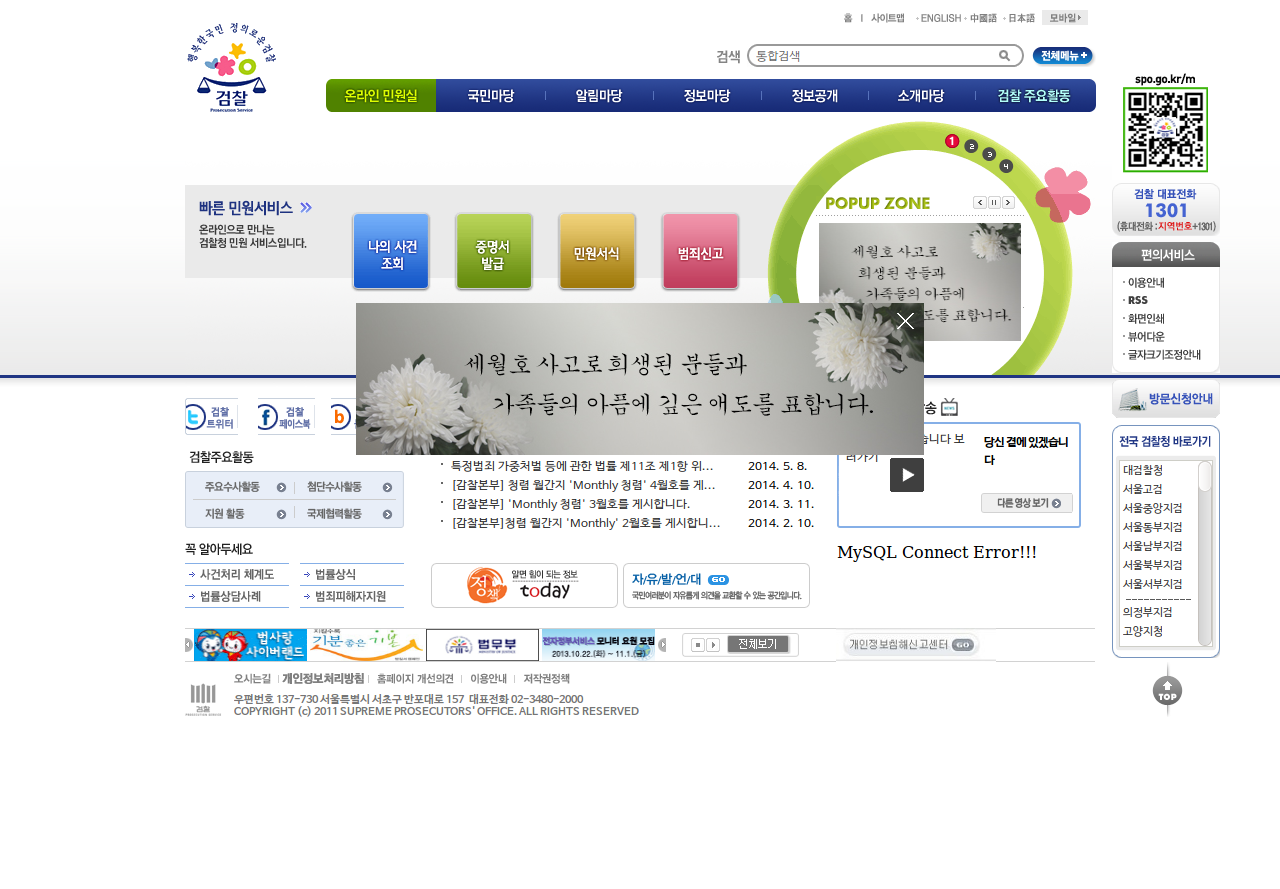 홈 | 사이트맵 · ENGLISH · 中國語 · 日本語 모바일
행복한국민 정의로운검찰
검찰
Prosecution Service
검색 통합검색 전체메뉴 +
온라인 민원실 국민마당 알림마당 정보마당 정보공개 소개마당 검찰 주요활동
spo.go.kr/m
1 2 3 4
빠른 민원서비스
온라인으로 만나는
검찰청 민원 서비스입니다.
나의 사건
조회
증명서
발급
민원서식
범죄신고
POPUP ZONE
세월호 사고로
희생된 분들과
가족들의 아픔에
도를 표합니다.
검찰 대표전화
1301
(휴대전화 : 지역번호+1301)
편의서비스
· 이용안내
· RSS
· 화면인쇄
· 뷰어다운
· 글자크기조정안내
세월호 사고로 희생된 분들과
가족들의 아픔에 깊은 애도를 표합니다.
검찰
트위터
검찰
페이스북
방문신청안내
송 NEWS
습니다 보
러가기
당신 곁에 있겠습니
다
다른 영상 보기
검찰주요활동
주요수사활동 첨단수사활동
지원 활동 국제협력활동
· 특정범죄 가중처벌 등에 관한 법률 제11조 제1항 위... 2014. 5. 8.
· [감찰본부] 청렴 월간지 'Monthly 청렴' 4월호를 게... 2014. 4. 10.
· [감찰본부] 'Monthly 청렴' 3월호를 게시합니다. 2014. 3. 11.
· [감찰본부]청렴 월간지 'Monthly' 2월호를 게시합니... 2014. 2. 10.
전국 검찰청 바로가기
대검찰청
서울고검
서울중앙지검
서울동부지검
서울남부지검
서울북부지검
서울서부지검
------------
의정부지검
고양지청
꼭 알아두세요
사건처리 체계도 법률상식
법률상담사례 범죄피해자지원
정책 알면 힘이 되는 정보
today
자/유/발/언/대 GO
국민여러분이 자유롭게 의견을 교환할 수 있는 공간입니다.
MySQL Connect Error!!!
법사랑
사이버랜드
기분좋은 기본
법무부
전자정부서비스 모니터 요원 모집
2013.10.22.(화) ~ 11.1.(금)
전체보기
개인정보침해신고센터 GO
TOP
검찰
PROSECUTION SERVICE
오시는길 | 개인정보처리방침 | 홈페이지 개선의견 | 이용안내 | 저작권정책
우편번호 137-730 서울특별시 서초구 반포대로 157 대표전화 02-3480-2000
COPYRIGHT (c) 2011 SUPREME PROSECUTORS' OFFICE. ALL RIGHTS RESERVED